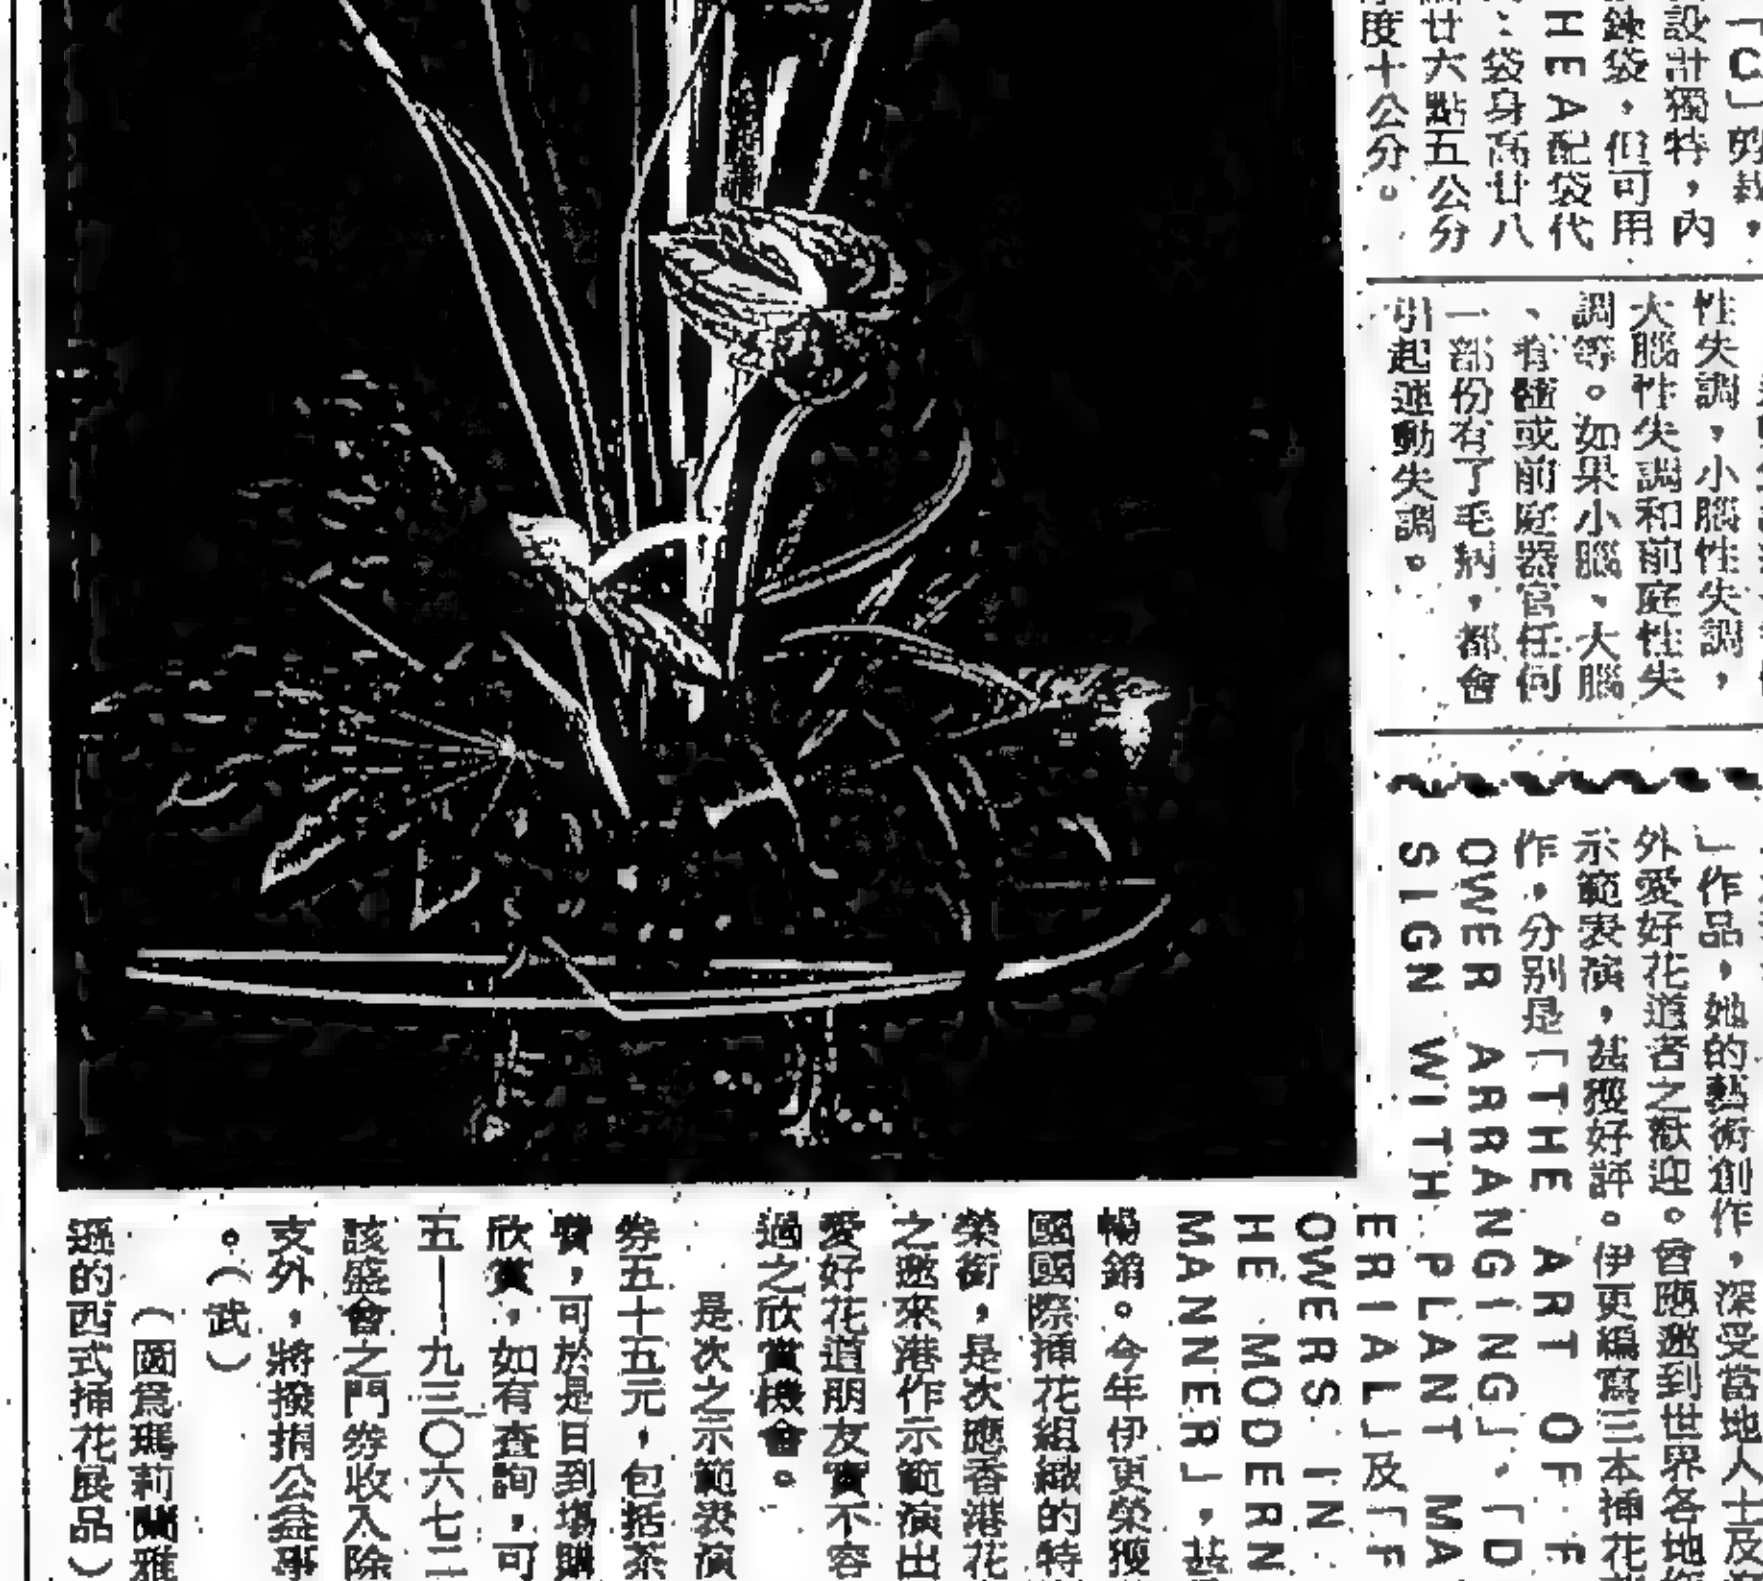 「C」剪裁，
設計獨特，內
鍊袋，但可用
HEA配袋代
：袋身高廿八
廿六點五公分
度十公分。
性失調，小腦性失調，
大腦性失調和前庭性失
調等。如果小腦、大腦
、脊髓或前庭器官任何
一部份有了毛病，都會
引起運動失調。
」作品，她的藝術創作，深受當地人士及
外愛好花道者之歡迎。曾應邀到世界各地
示範表演，甚獲好評。伊更編寫三本插花
作，分別是「THE ART OF F
OWER ARRANGING」、「D
SIGN WITH PLANT MA
ERIAL」及「F
OWERS IN
HE MODERN
MANNER」，甚
暢銷。今年伊更榮獲
國國際插花組織的特
榮銜，是次應香港花
之邀來港作示範演出
愛好花道朋友實不容
過之欣賞機會。
是次之示範表演
券五十五元，包括茶
費，可於是日到場購
欣賞，如有查詢，可
五—九三〇六七二
該盛會之門券收入除
支外，將撥捐公益事
。（武）
（圖爲瑪莉蘭雅
遜的西式插花展品）